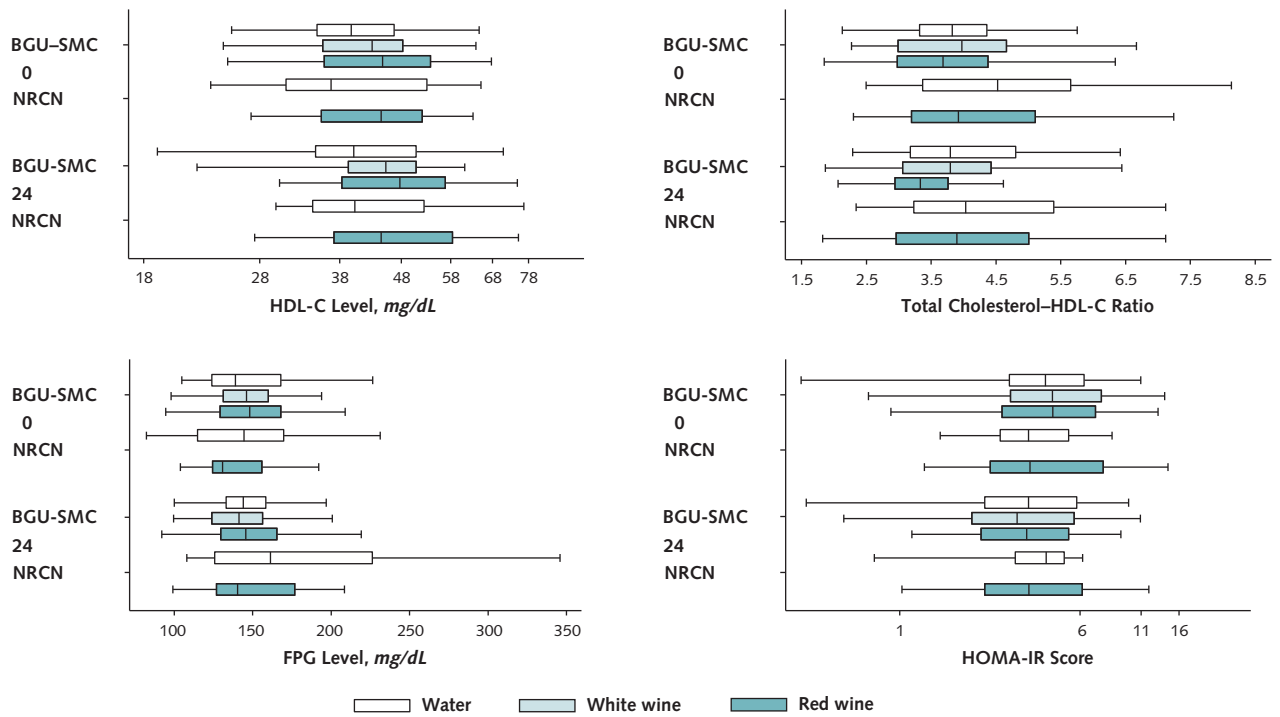 BGU–SMC
0
NRCN
BGU-SMC
24
NRCN
18 28 38 48 58 68 78
HDL-C Level, mg/dL
BGU-SMC
0
NRCN
BGU-SMC
24
NRCN
1.5 2.5 3.5 4.5 5.5 6.5 7.5 8.5
Total Cholesterol–HDL-C Ratio
BGU-SMC
0
NRCN
BGU-SMC
24
NRCN
100 150 200 250 300 350
FPG Level, mg/dL
BGU-SMC
0
NRCN
BGU-SMC
24
NRCN
1 6 11 16
HOMA-IR Score
Water White wine Red wine